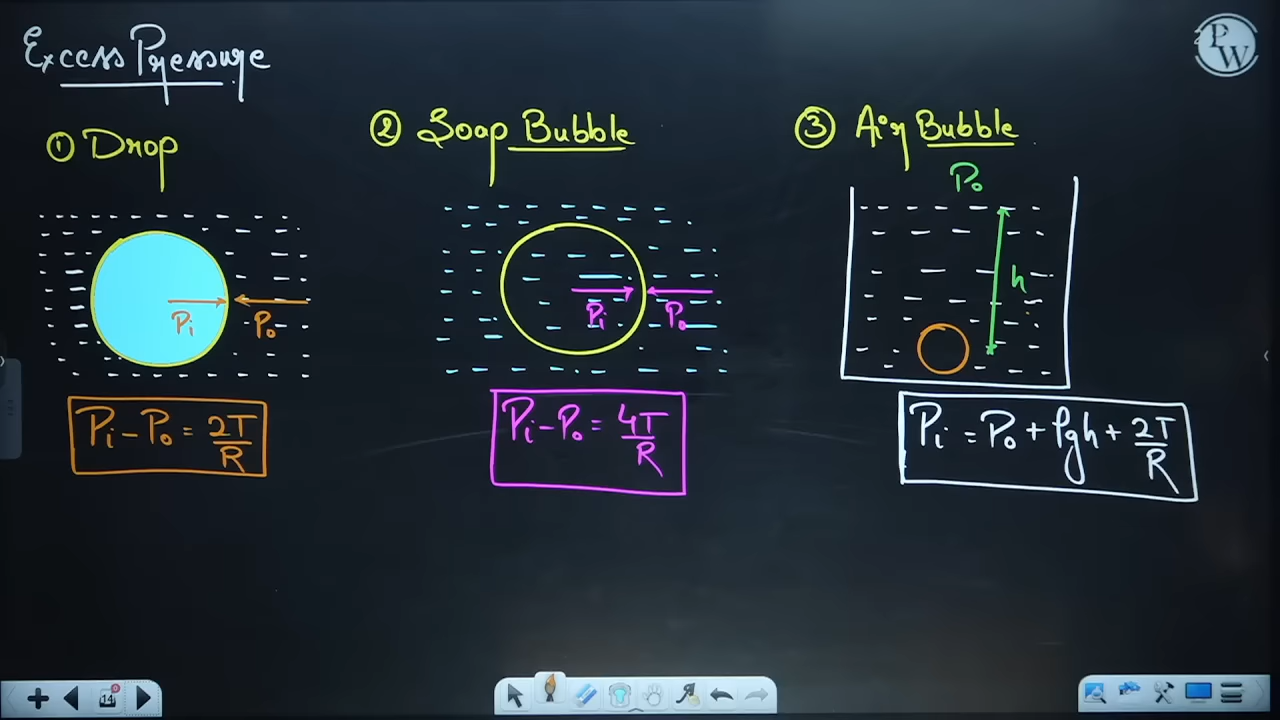 Excess Pressure
PW
① Drop
② Soap Bubble
③ Air Bubble
P₀
h
Pᵢ P₀
Pᵢ P₀
Pᵢ − P₀ = 2T/R
Pᵢ − P₀ = 4T/R
Pᵢ = P₀ + ρgh + 2T/R
14